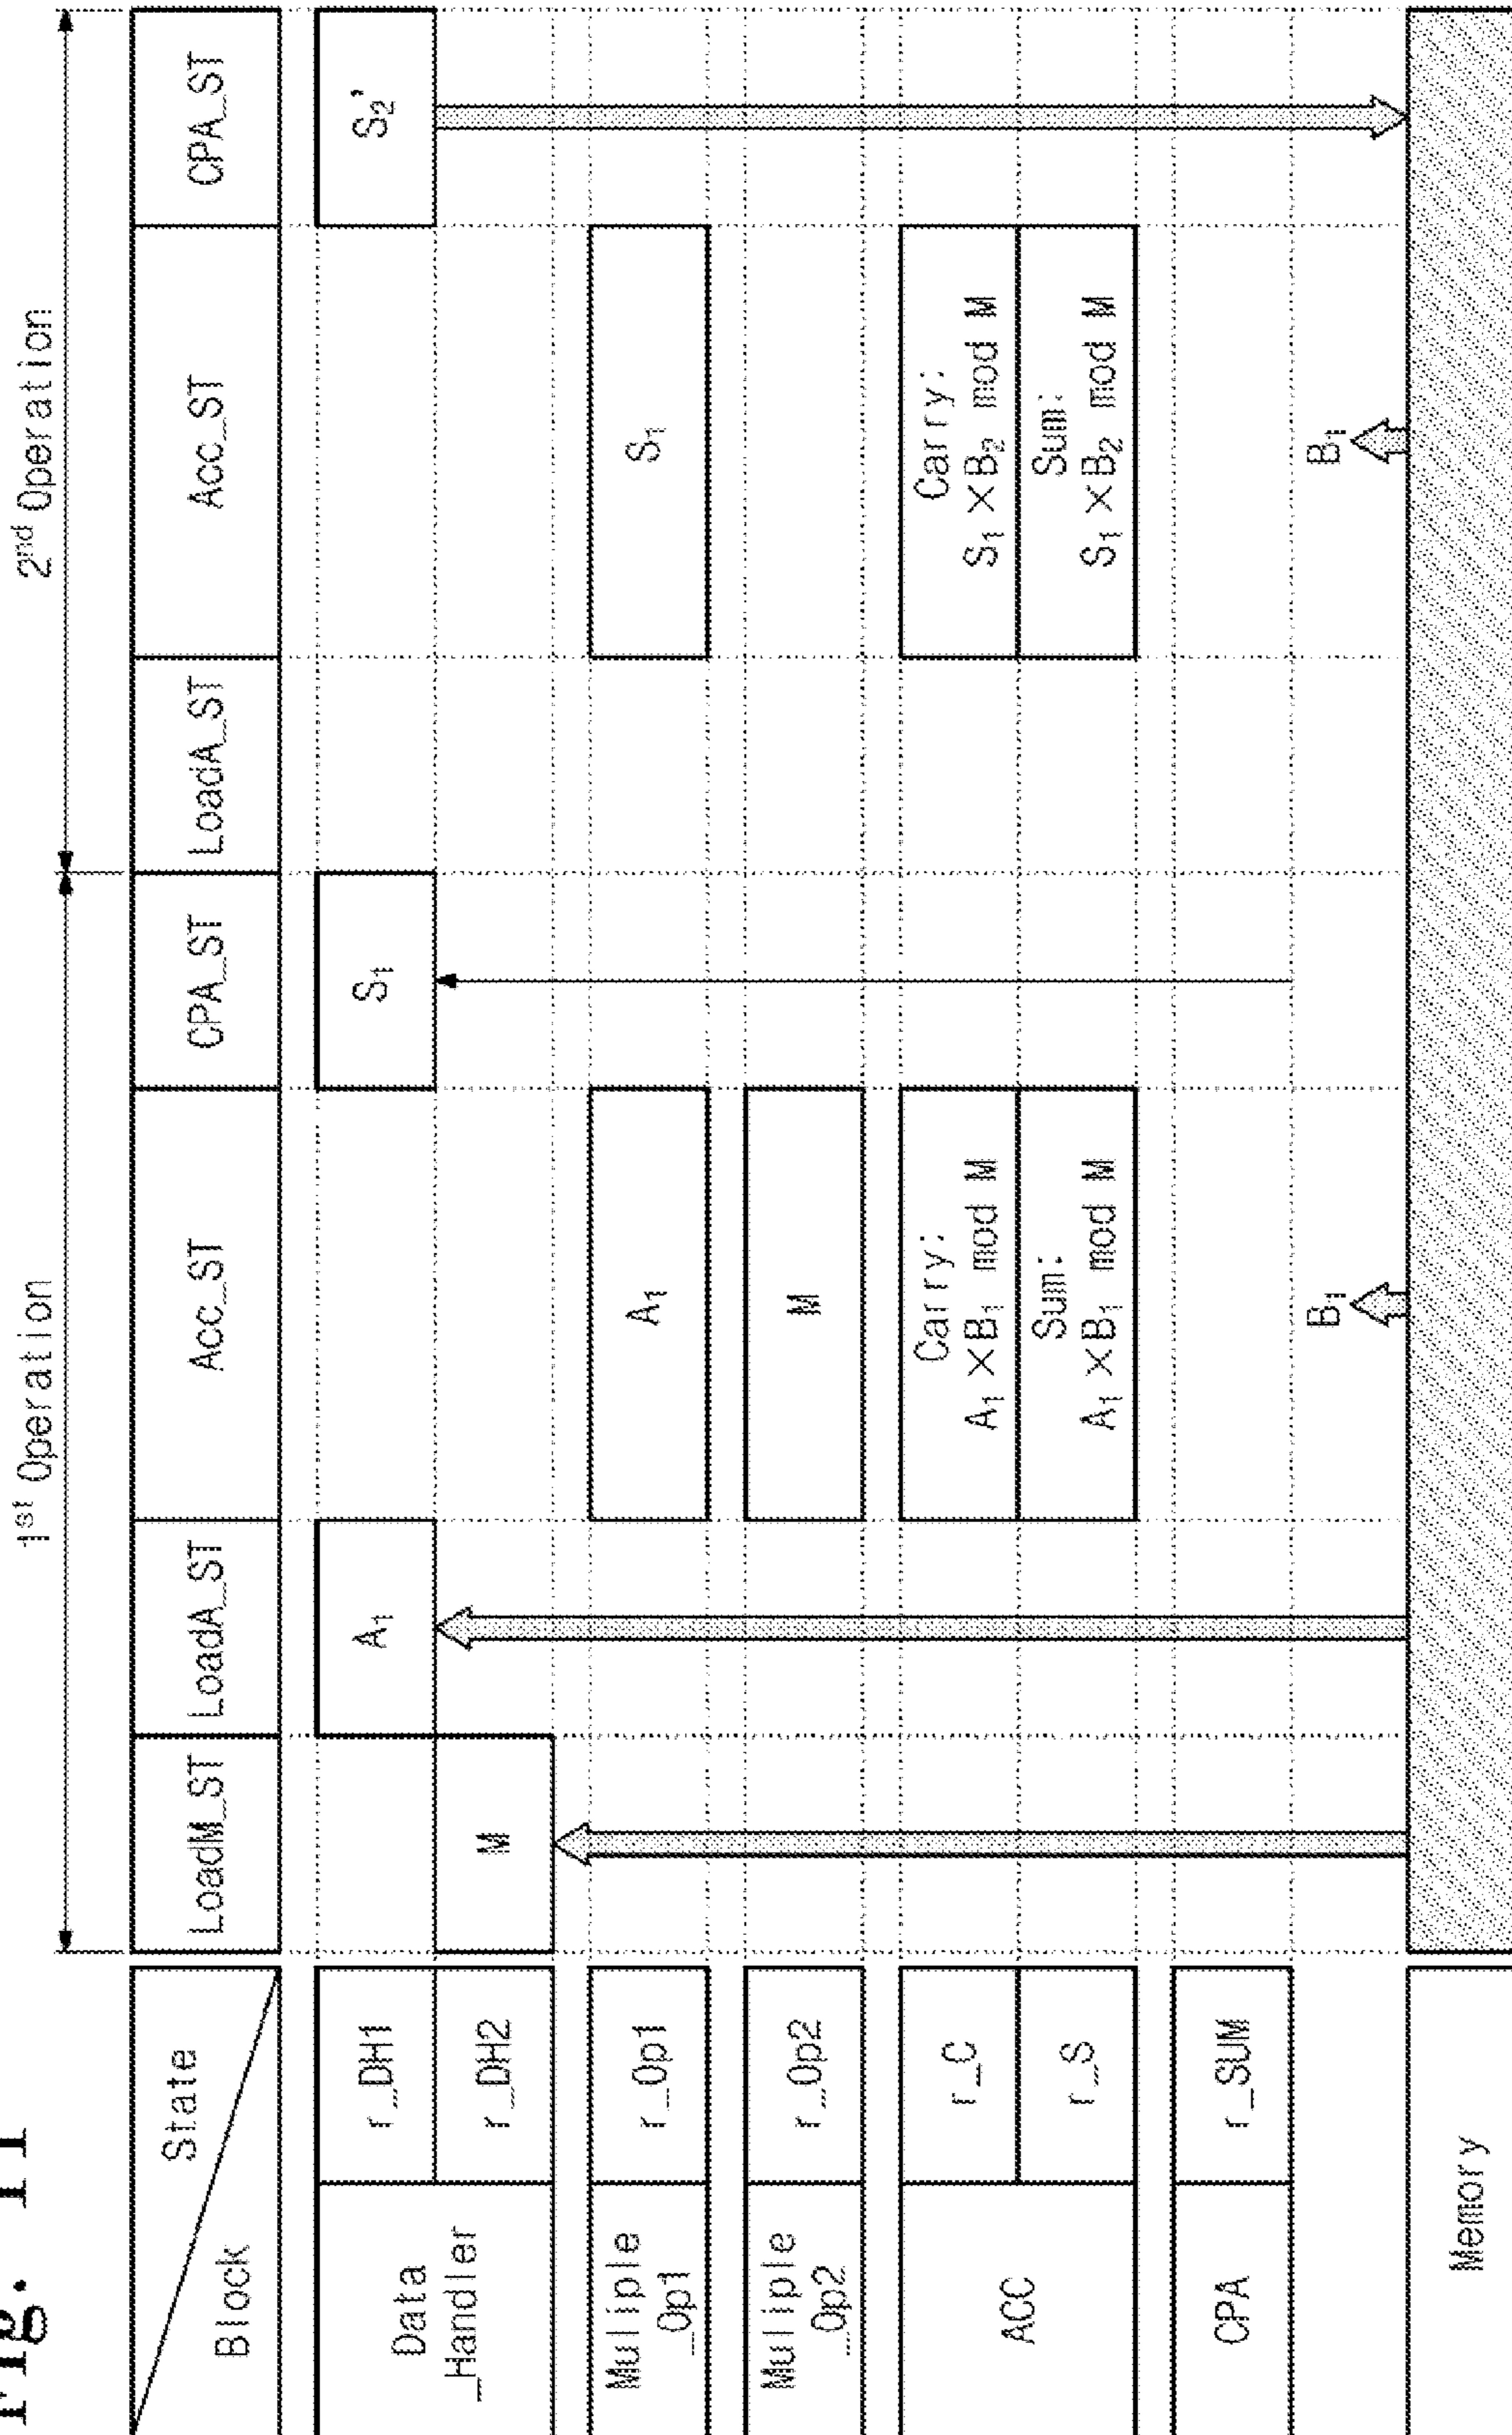 Fig. 11
1st Operation
2nd Operation
State
Block
LoadM_ST
LoadA_ST
Acc_ST
CPA_ST
LoadA_ST
Acc_ST
CPA_ST
Data
_Handler
r_DH1
A1
S1
S2'
r_DH2
M
Muliple
_Op1
r_Op1
A1
S1
Muliple
_Op2
r_Op2
M
ACC
r_C
Carry:
A1 ×B1 mod M
Carry:
S1 ×B2 mod M
r_S
Sum:
A1 ×B1 mod M
Sum:
S1 ×B2 mod M
CPA
r_SUM
B1
B1
Memory